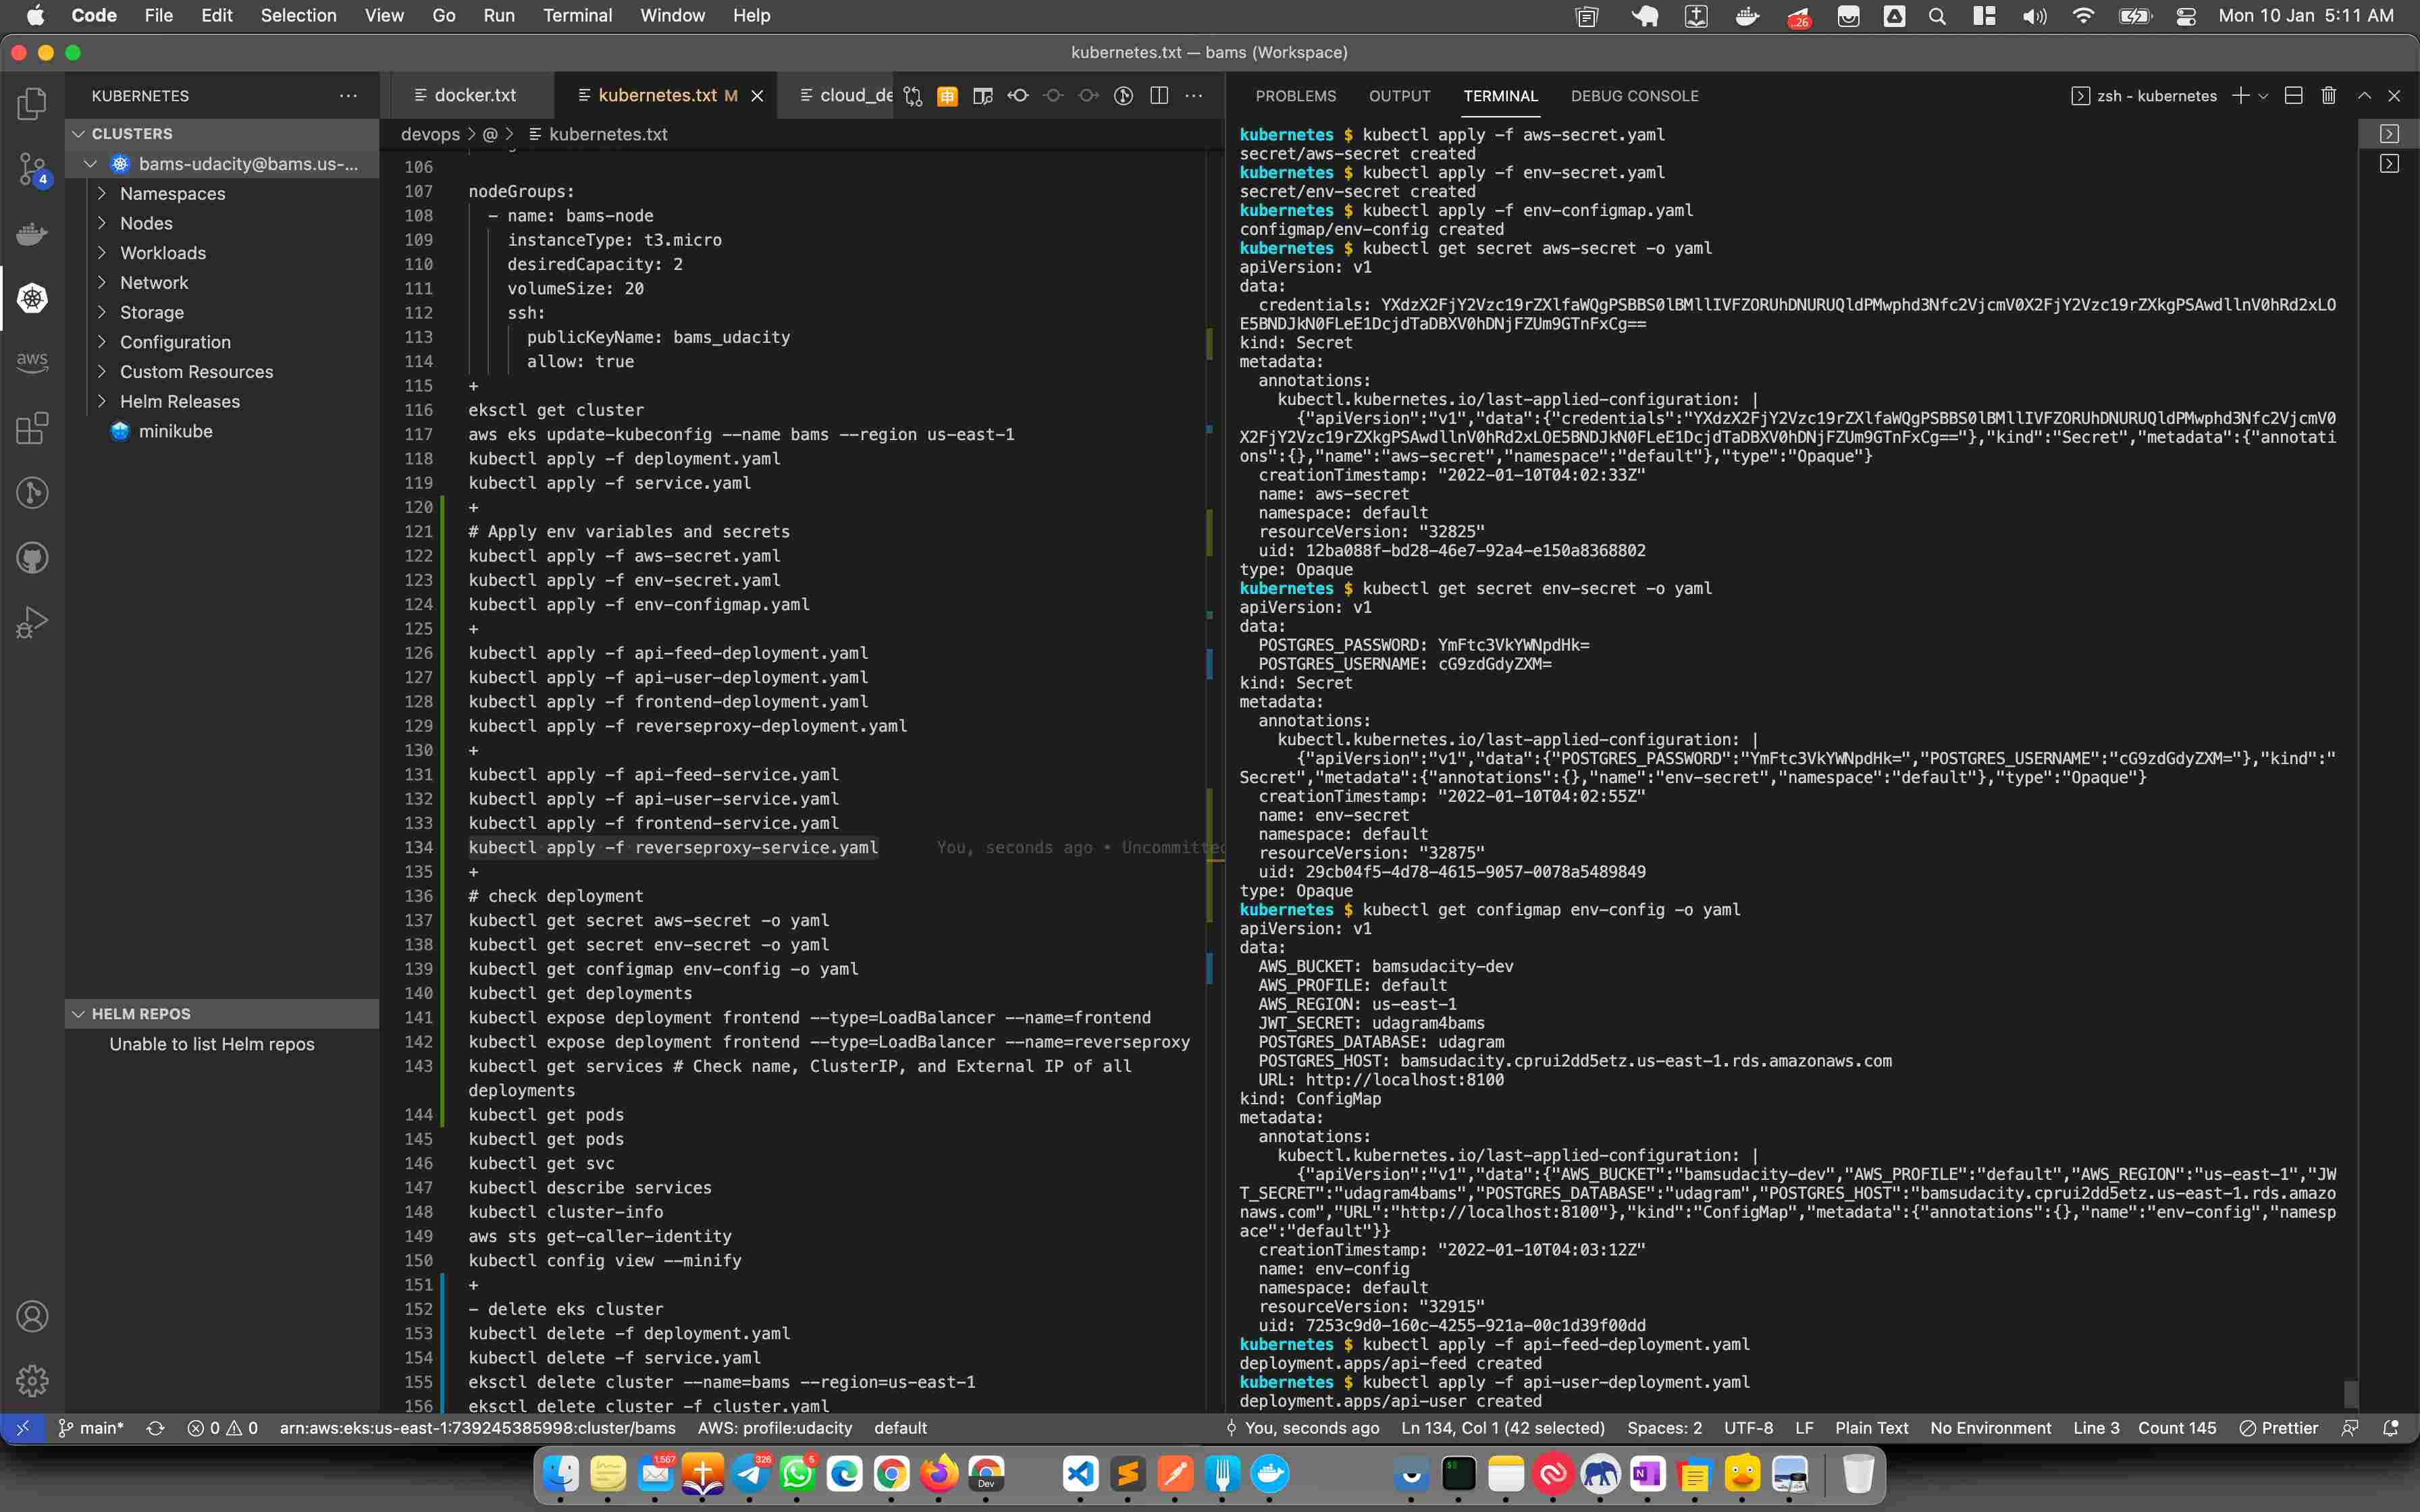 Code File Edit Selection View Go Run Terminal Window Help
26
Mon 10 Jan 5:11 AM
kubernetes.txt — bams (Workspace)
KUBERNETES
CLUSTERS
bams-udacity@bams.us-...
Namespaces
Nodes
Workloads
Network
Storage
Configuration
Custom Resources
Helm Releases
minikube
4
aws
HELM REPOS
Unable to list Helm repos
docker.txt
kubernetes.txt M
cloud_de
devops > @ > kubernetes.txt
106
107 nodeGroups:
108 - name: bams-node
109 instanceType: t3.micro
110 desiredCapacity: 2
111 volumeSize: 20
112 ssh:
113 publicKeyName: bams_udacity
114 allow: true
115 +
116 eksctl get cluster
117 aws eks update-kubeconfig --name bams --region us-east-1
118 kubectl apply -f deployment.yaml
119 kubectl apply -f service.yaml
120 +
121 # Apply env variables and secrets
122 kubectl apply -f aws-secret.yaml
123 kubectl apply -f env-secret.yaml
124 kubectl apply -f env-configmap.yaml
125 +
126 kubectl apply -f api-feed-deployment.yaml
127 kubectl apply -f api-user-deployment.yaml
128 kubectl apply -f frontend-deployment.yaml
129 kubectl apply -f reverseproxy-deployment.yaml
130 +
131 kubectl apply -f api-feed-service.yaml
132 kubectl apply -f api-user-service.yaml
133 kubectl apply -f frontend-service.yaml
134 kubectl apply -f reverseproxy-service.yaml You, seconds ago • Uncommitted
135 +
136 # check deployment
137 kubectl get secret aws-secret -o yaml
138 kubectl get secret env-secret -o yaml
139 kubectl get configmap env-config -o yaml
140 kubectl get deployments
141 kubectl expose deployment frontend --type=LoadBalancer --name=frontend
142 kubectl expose deployment frontend --type=LoadBalancer --name=reverseproxy
143 kubectl get services # Check name, ClusterIP, and External IP of all
deployments
144 kubectl get pods
145 kubectl get pods
146 kubectl get svc
147 kubectl describe services
148 kubectl cluster-info
149 aws sts get-caller-identity
150 kubectl config view --minify
151 +
152 - delete eks cluster
153 kubectl delete -f deployment.yaml
154 kubectl delete -f service.yaml
155 eksctl delete cluster --name=bams --region=us-east-1
156 eksctl delete cluster -f cluster.yaml
PROBLEMS OUTPUT TERMINAL DEBUG CONSOLE
zsh - kubernetes
kubernetes $ kubectl apply -f aws-secret.yaml
secret/aws-secret created
kubernetes $ kubectl apply -f env-secret.yaml
secret/env-secret created
kubernetes $ kubectl apply -f env-configmap.yaml
configmap/env-config created
kubernetes $ kubectl get secret aws-secret -o yaml
apiVersion: v1
data:
credentials:
kind: Secret
metadata:
annotations:
kubectl.kubernetes.io/last-applied-configuration: |
{"apiVersion":"v1","data":{"credentials":
"kind":"Secret","metadata":{"annotati
ons":{},"name":"aws-secret","namespace":"default"},"type":"Opaque"}
creationTimestamp: "2022-01-10T04:02:33Z"
name: aws-secret
namespace: default
resourceVersion: "32825"
uid: 12ba088f-bd28-46e7-92a4-e150a8368802
type: Opaque
kubernetes $ kubectl get secret env-secret -o yaml
apiVersion: v1
data:
POSTGRES_PASSWORD: YmFtc3VkYWNpdHk=
POSTGRES_USERNAME: cG9zdGdyZXM=
kind: Secret
metadata:
annotations:
kubectl.kubernetes.io/last-applied-configuration: |
{"apiVersion":"v1","data":{"POSTGRES_PASSWORD":"YmFtc3VkYWNpdHk=","POSTGRES_USERNAME":"cG9zdGdyZXM="},"kind":"
Secret","metadata":{"annotations":{},"name":"env-secret","namespace":"default"},"type":"Opaque"}
creationTimestamp: "2022-01-10T04:02:55Z"
name: env-secret
namespace: default
resourceVersion: "32875"
uid: 29cb04f5-4d78-4615-9057-0078a5489849
type: Opaque
kubernetes $ kubectl get configmap env-config -o yaml
apiVersion: v1
data:
AWS_BUCKET: bamsudacity-dev
AWS_PROFILE: default
AWS_REGION: us-east-1
JWT_SECRET: udagram4bams
POSTGRES_DATABASE: udagram
POSTGRES_HOST: bamsudacity.cprui2dd5etz.us-east-1.rds.amazonaws.com
URL: http://localhost:8100
kind: ConfigMap
metadata:
annotations:
kubectl.kubernetes.io/last-applied-configuration: |
{"apiVersion":"v1","data":{"AWS_BUCKET":"bamsudacity-dev","AWS_PROFILE":"default","AWS_REGION":"us-east-1","JW
T_SECRET":"udagram4bams","POSTGRES_DATABASE":"udagram","POSTGRES_HOST":"bamsudacity.cprui2dd5etz.us-east-1.rds.amazo
naws.com","URL":"http://localhost:8100"},"kind":"ConfigMap","metadata":{"annotations":{},"name":"env-config","namesp
ace":"default"}}
creationTimestamp: "2022-01-10T04:03:12Z"
name: env-config
namespace: default
resourceVersion: "32915"
uid: 7253c9d0-160c-4255-921a-00c1d39f00dd
kubernetes $ kubectl apply -f api-feed-deployment.yaml
deployment.apps/api-feed created
kubernetes $ kubectl apply -f api-user-deployment.yaml
deployment.apps/api-user created
main* 0 0 arn:aws:eks:us-east-1:739245385998:cluster/bams AWS: profile:udacity default You, seconds ago Ln 134, Col 1 (42 selected) Spaces: 2 UTF-8 LF Plain Text No Environment Line 3 Count 145 Prettier
1,567 326 5 Dev